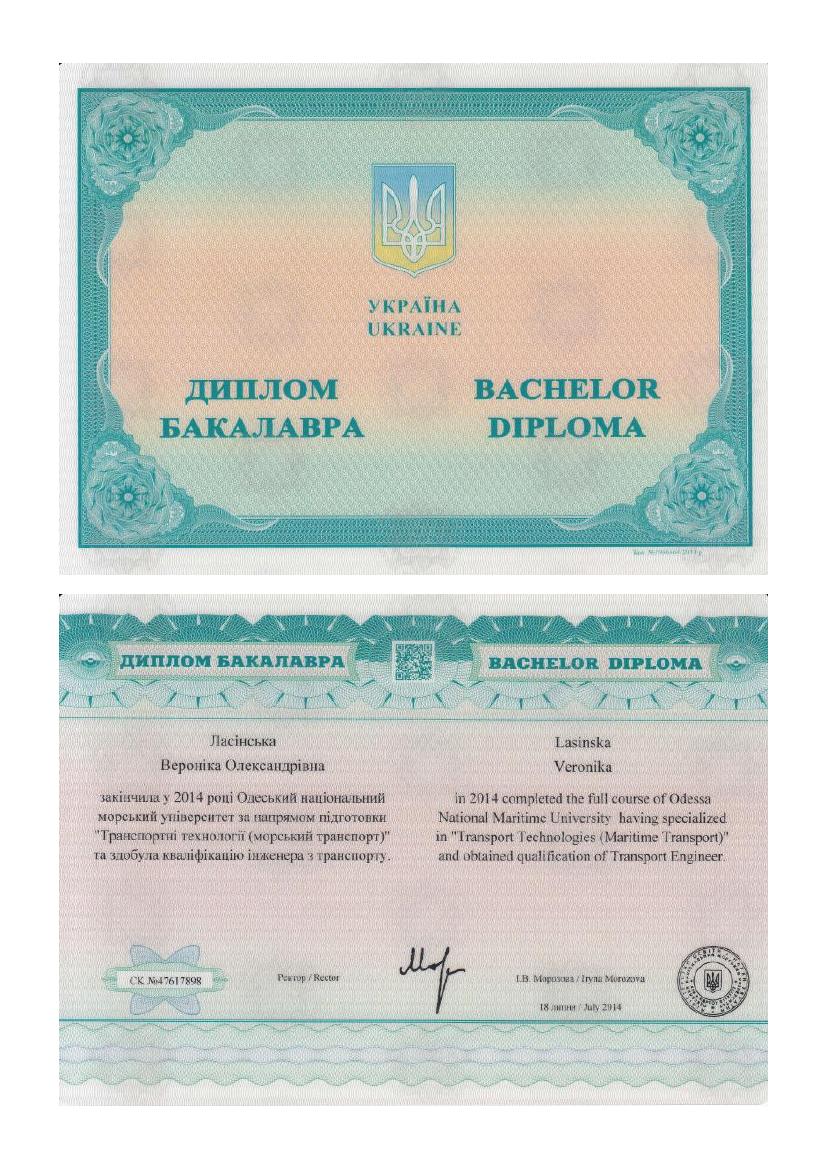 УКРАЇНА
UKRAINE
ДИПЛОМ
БАКАЛАВРА
BACHELOR
DIPLOMA
ДИПЛОМ БАКАЛАВРА
BACHELOR DIPLOMA
Ласінська
Вероніка Олександрівна
закінчила у 2014 році Одеський національний
морський університет за напрямом підготовки
"Транспортні технології (морський транспорт)"
та здобула кваліфікацію інженера з транспорту.
Lasinska
Veronika
in 2014 completed the full course of Odessa
National Maritime University having specialized
in "Transport Technologies (Maritime Transport)"
and obtained qualification of Transport Engineer.
СК №47617898
Ректор / Rector
І.В. Морозова / Iryna Morozova
18 липня / July 2014